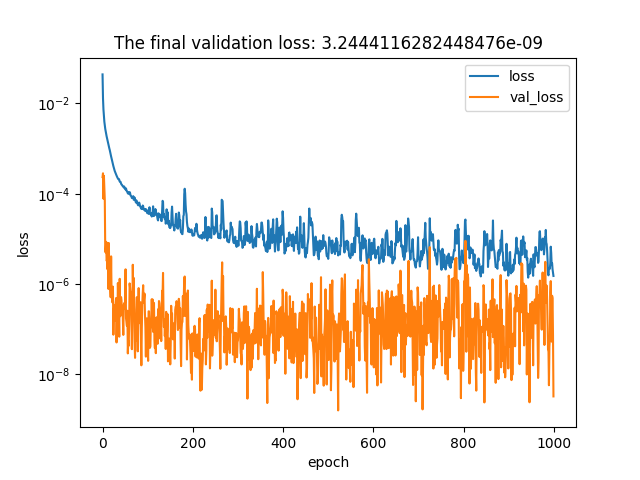 The final validation loss: 3.2444116282448476e-09
loss
val_loss
10⁻²
10⁻⁴
10⁻⁶
10⁻⁸
loss
0 200 400 600 800 1000
epoch